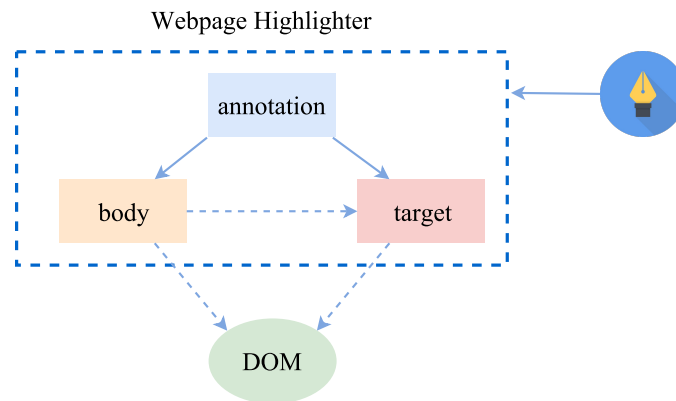 Webpage Highlighter
annotation
body
target
DOM